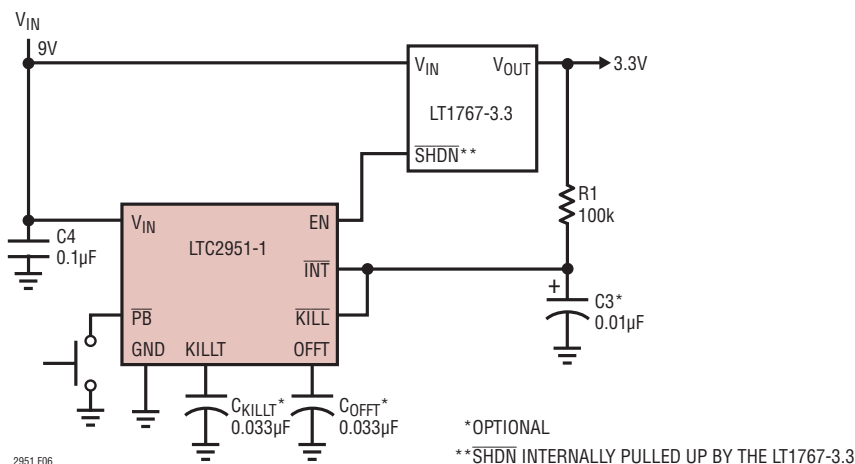 VIN
9V
VIN
VOUT
3.3V
LT1767-3.3
SHDN**
R1
100k
VIN
EN
C4
0.1µF
LTC2951-1
INT
+
C3*
0.01µF
PB
KILL
GND
KILLT
OFFT
CKILLT*
0.033µF
COFFT*
0.033µF
*OPTIONAL
**SHDN INTERNALLY PULLED UP BY THE LT1767-3.3
2951 F06